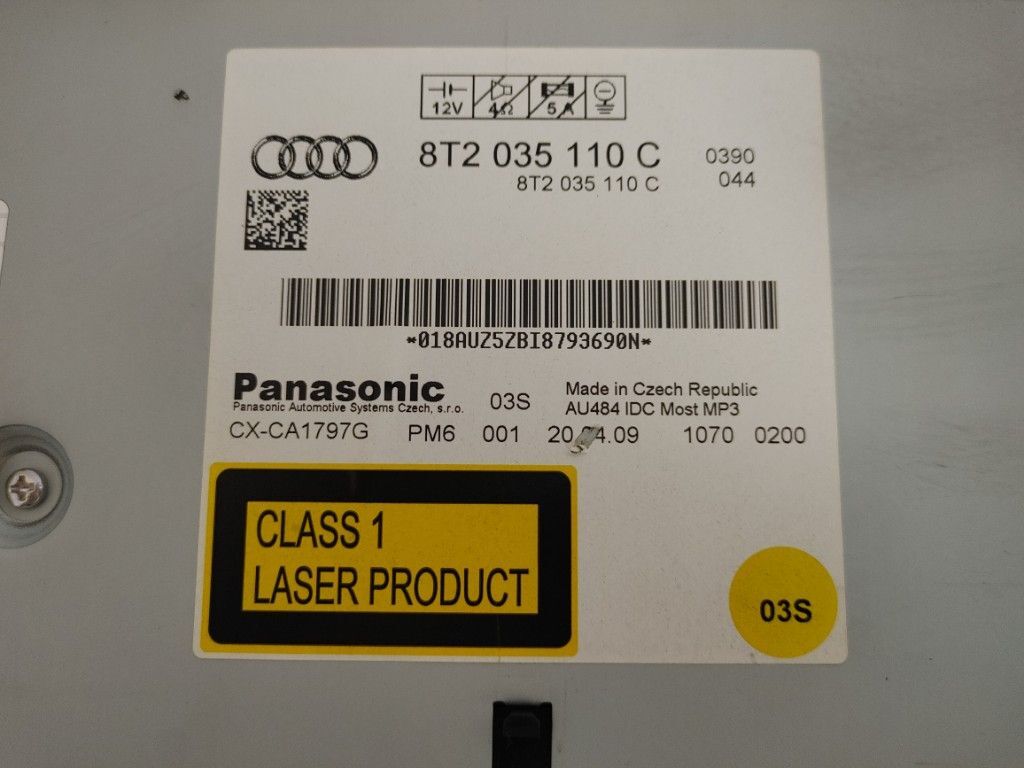 12V 4Ω 5A
8T2 035 110 C 0390
8T2 035 110 C 044
*018AUZ5ZBI8793690N*
Panasonic
Panasonic Automotive Systems Czech, s.r.o.
03S
Made in Czech Republic
AU484 IDC Most MP3
CX-CA1797G PM6 001 1070 0200
CLASS 1
LASER PRODUCT
03S